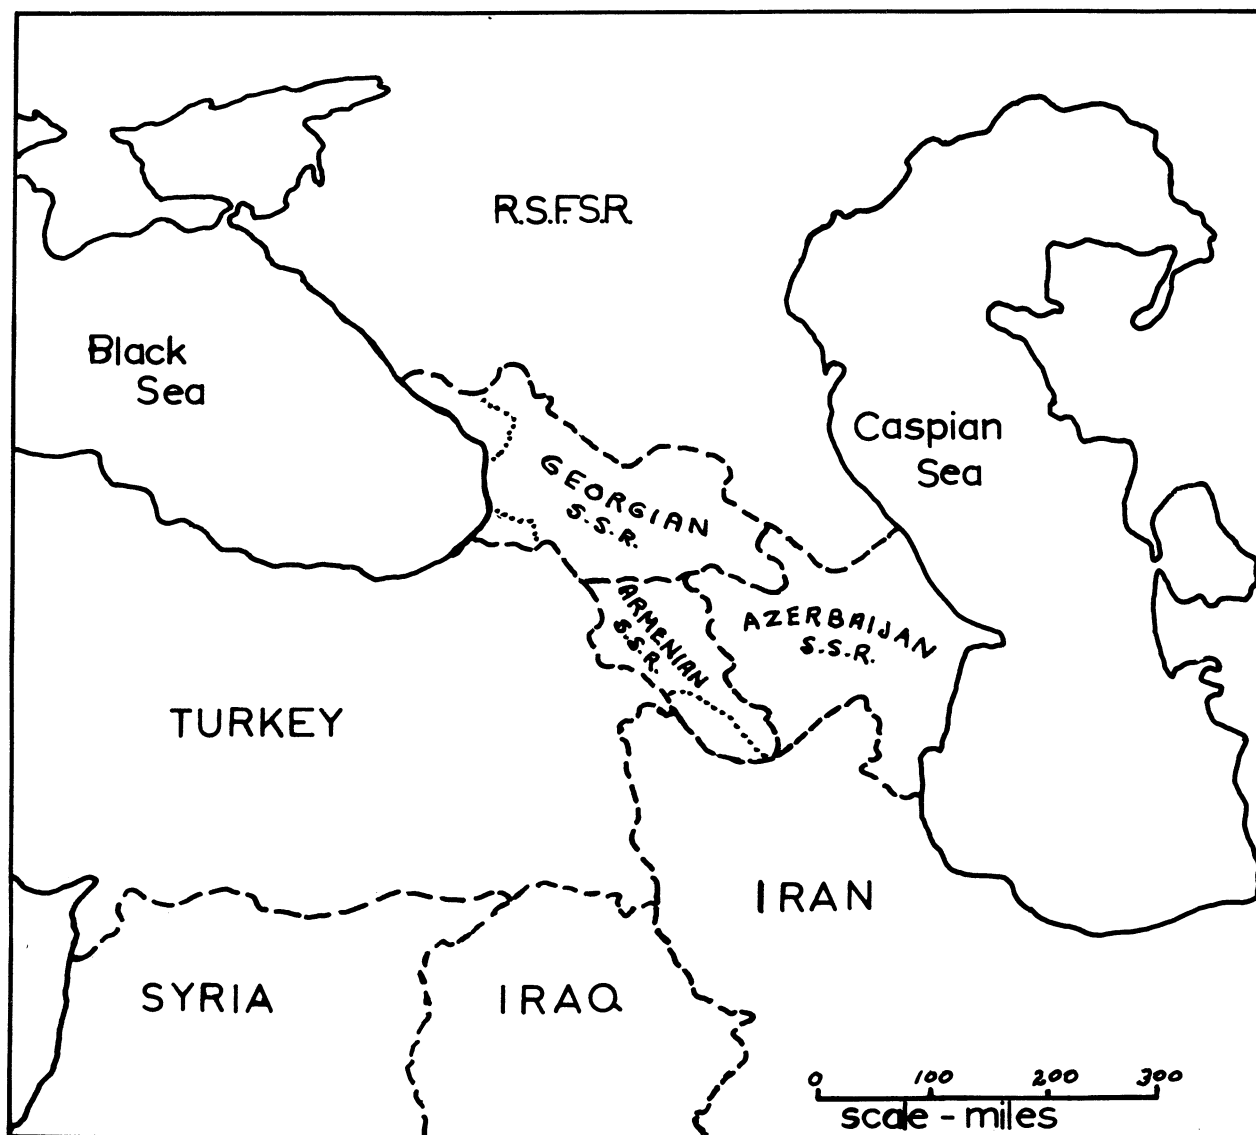 R.S.F.S.R.
Black
Sea
Caspian
Sea
GEORGIAN
S.S.R.
ARMENIAN
S.S.R.
AZERBAIJAN
S.S.R.
TURKEY
IRAN
SYRIA
IRAQ
0 100 200 300
scale - miles